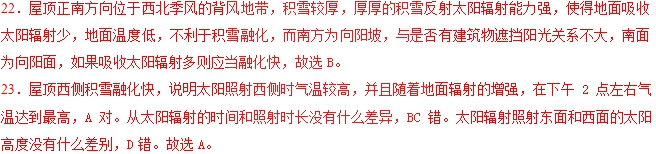 22．屋顶正南方向位于西北季风的背风地带，积雪较厚，厚厚的积雪反射太阳辐射能力强，使得地面吸收
太阳辐射少，地面温度低，不利于积雪融化，而南方为向阳坡，与是否有建筑物遮挡阳光关系不大，南面
为向阳面，如果吸收太阳辐射多则应当融化快，故选 B。
23．屋顶西侧积雪融化快，说明太阳照射西侧时气温较高，并且随着地面辐射的增强，在下午 2 点左右气
温达到最高，A 对。从太阳辐射的时间和照射时长没有什么差异，BC 错。太阳辐射照射东面和西面的太阳
高度没有什么差别，D 错。故选 A。